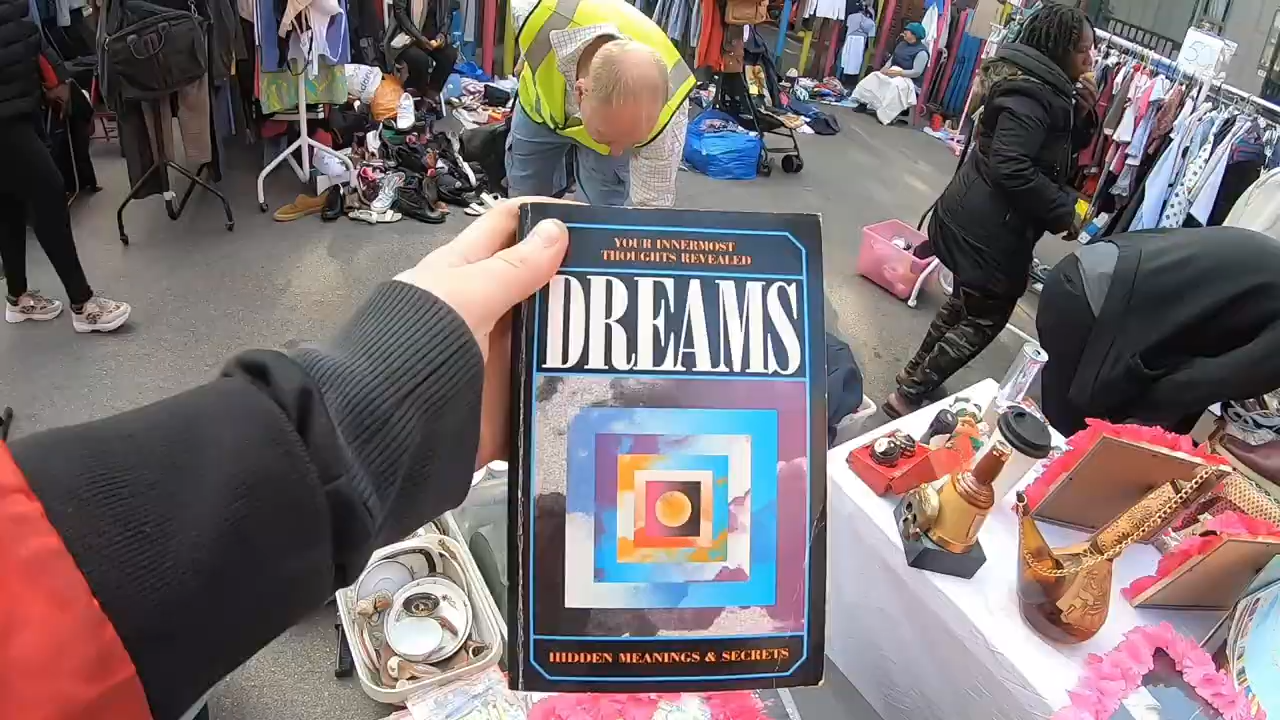 YOUR INNERMOST
THOUGHTS REVEALED
DREAMS
HIDDEN MEANINGS & SECRETS